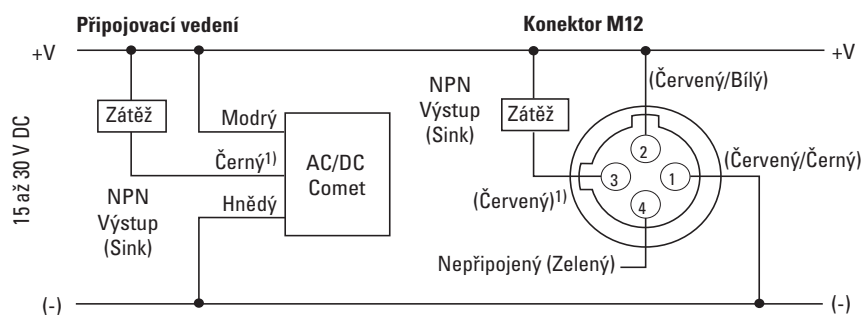 Připojovací vedení
Konektor M12
+V
+V
15 až 30 V DC
Zátěž
Modrý
Černý1)
Hnědý
AC/DC
Comet
NPN
Výstup
(Sink)
NPN
Výstup
(Sink)
Zátěž
(Červený/Bílý)
(Červený/Černý)
2
3
1
4
(Červený)1)
Nepřipojený (Zelený)
(-)
(-)